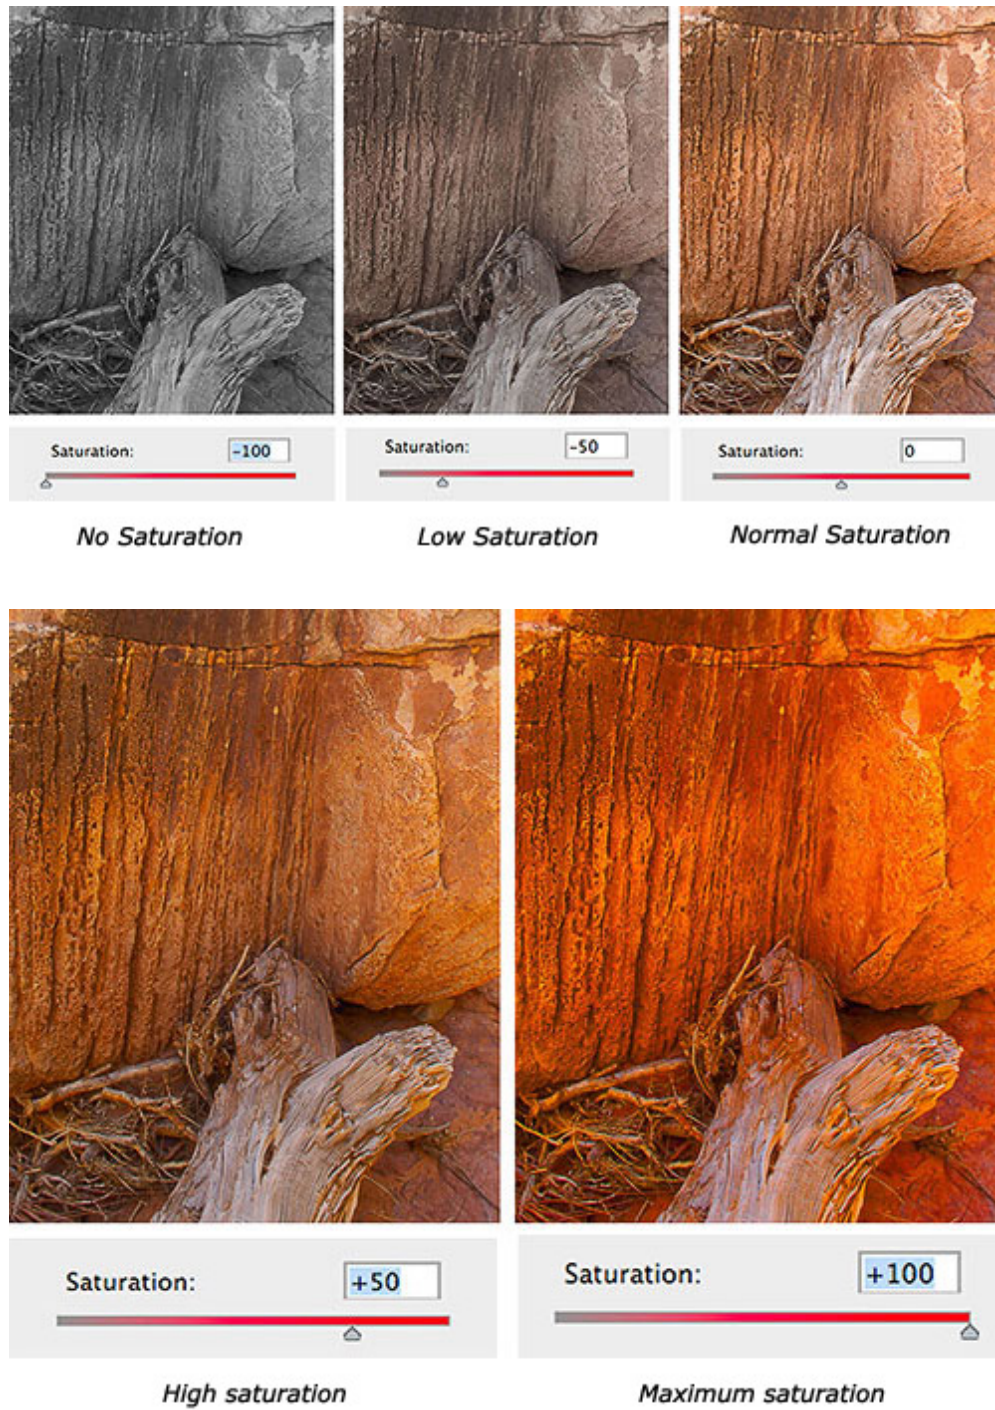 Saturation: -100
Saturation: -50
Saturation: 0
No Saturation
Low Saturation
Normal Saturation
Saturation: +50
Saturation: +100
High saturation
Maximum saturation